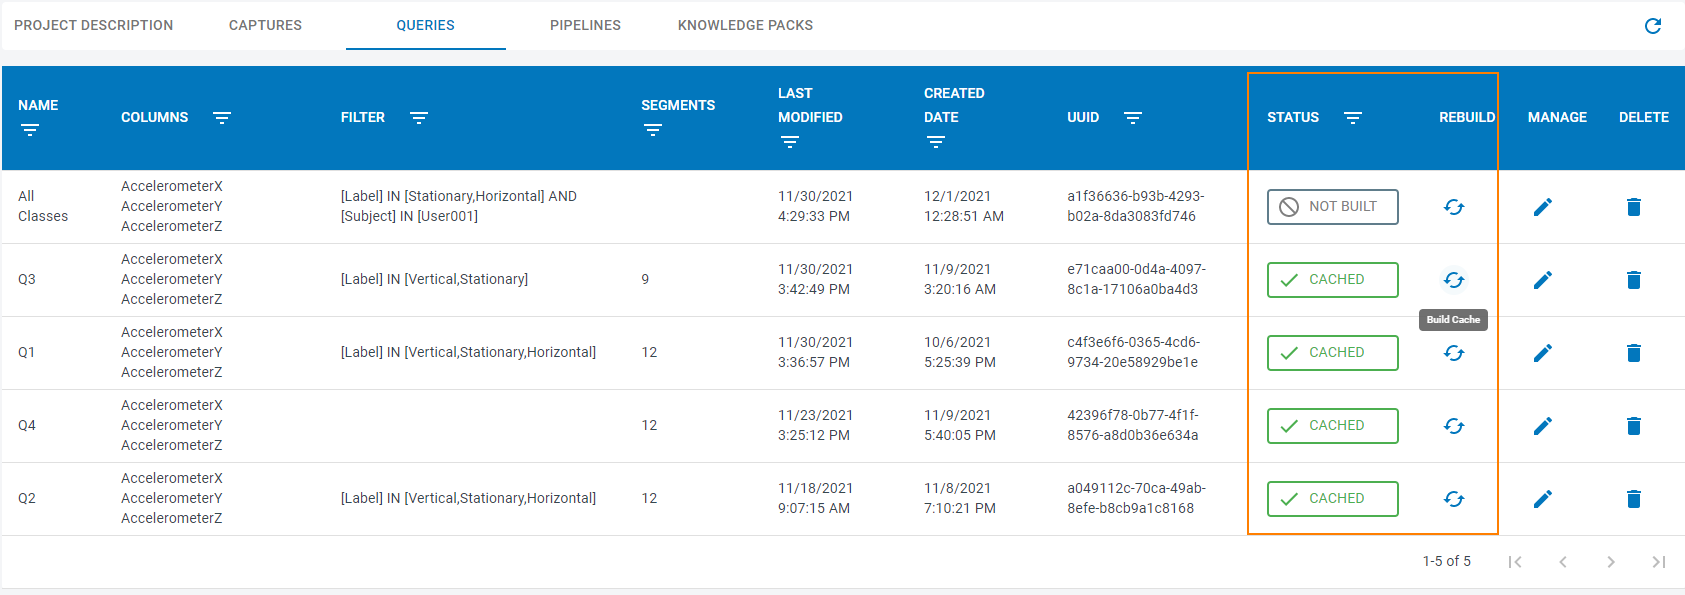 PROJECT DESCRIPTION CAPTURES QUERIES PIPELINES KNOWLEDGE PACKS
NAME COLUMNS FILTER SEGMENTS LAST MODIFIED CREATED DATE UUID STATUS REBUILD MANAGE DELETE
All Classes
AccelerometerX
AccelerometerY
AccelerometerZ
[Label] IN [Stationary,Horizontal] AND
[Subject] IN [User001]
11/30/2021
4:29:33 PM
12/1/2021
12:28:51 AM
a1f36636-b93b-4293-
b02a-8da3083fd746
NOT BUILT
Q3
AccelerometerX
AccelerometerY
AccelerometerZ
[Label] IN [Vertical,Stationary]
9
11/30/2021
3:42:49 PM
11/9/2021
3:20:16 AM
e71caa00-0d4a-4097-
8c1a-17106a0ba4d3
CACHED
Build Cache
Q1
AccelerometerX
AccelerometerY
AccelerometerZ
[Label] IN [Vertical,Stationary,Horizontal]
12
11/30/2021
3:36:57 PM
10/6/2021
5:25:39 PM
c4f3e6f6-0365-4cd6-
9734-20e58929be1e
CACHED
Q4
AccelerometerX
AccelerometerY
AccelerometerZ
12
11/23/2021
3:25:12 PM
11/9/2021
5:40:05 PM
42396f78-0b77-4f1f-
8576-a8d0b36e634a
CACHED
Q2
AccelerometerX
AccelerometerY
AccelerometerZ
[Label] IN [Vertical,Stationary,Horizontal]
12
11/18/2021
9:07:15 AM
11/8/2021
7:10:21 PM
a049112c-70ca-49ab-
8efe-b8cb9a1c8168
CACHED
1-5 of 5